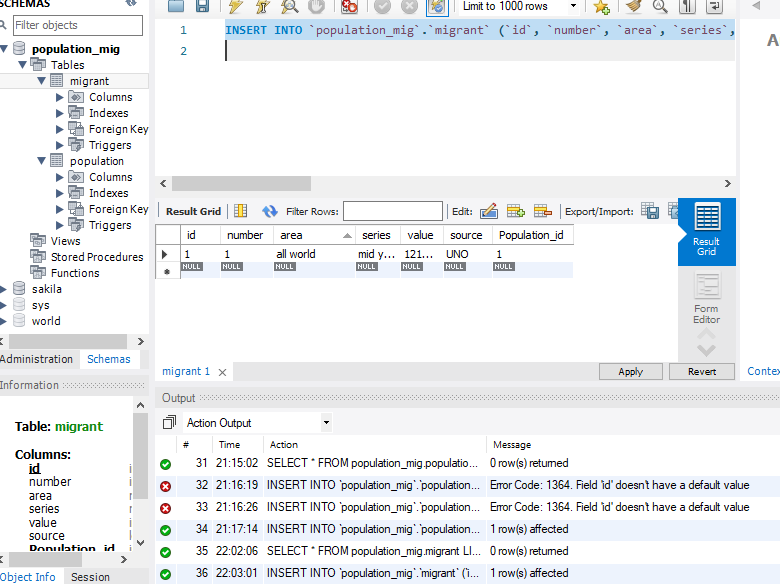 SCHEMAS
Filter objects
population_mig
Tables
migrant
Columns
Indexes
Foreign Key
Triggers
population
Columns
Indexes
Foreign Key
Triggers
Views
Stored Procedures
Functions
sakila
sys
world
Administration Schemas
Information
Table: migrant
Columns:
id
number
area
series
value
source
Population_id
Object Info Session
Limit to 1000 rows
1 INSERT INTO `population_mig`.`migrant` (`id`, `number`, `area`, `series`,
2
Result Grid Filter Rows: Edit: Export/Import:
id number area series value source Population_id
1 1 all world mid y... 121... UNO 1
NULL NULL NULL NULL NULL NULL NULL
Result Grid
Form Editor
migrant 1 Apply Revert
Output
Action Output
# Time Action Message
31 21:15:02 SELECT * FROM population_mig.populatio... 0 row(s) returned
32 21:16:19 INSERT INTO `population_mig`.`population... Error Code: 1364. Field 'id' doesn't have a default value
33 21:16:26 INSERT INTO `population_mig`.`population... Error Code: 1364. Field 'id' doesn't have a default value
34 21:17:14 INSERT INTO `population_mig`.`population... 1 row(s) affected
35 22:02:06 SELECT * FROM population_mig.migrant LI... 0 row(s) returned
36 22:03:01 INSERT INTO `population_mig`.`migrant` (`i... 1 row(s) affected
A
Contex